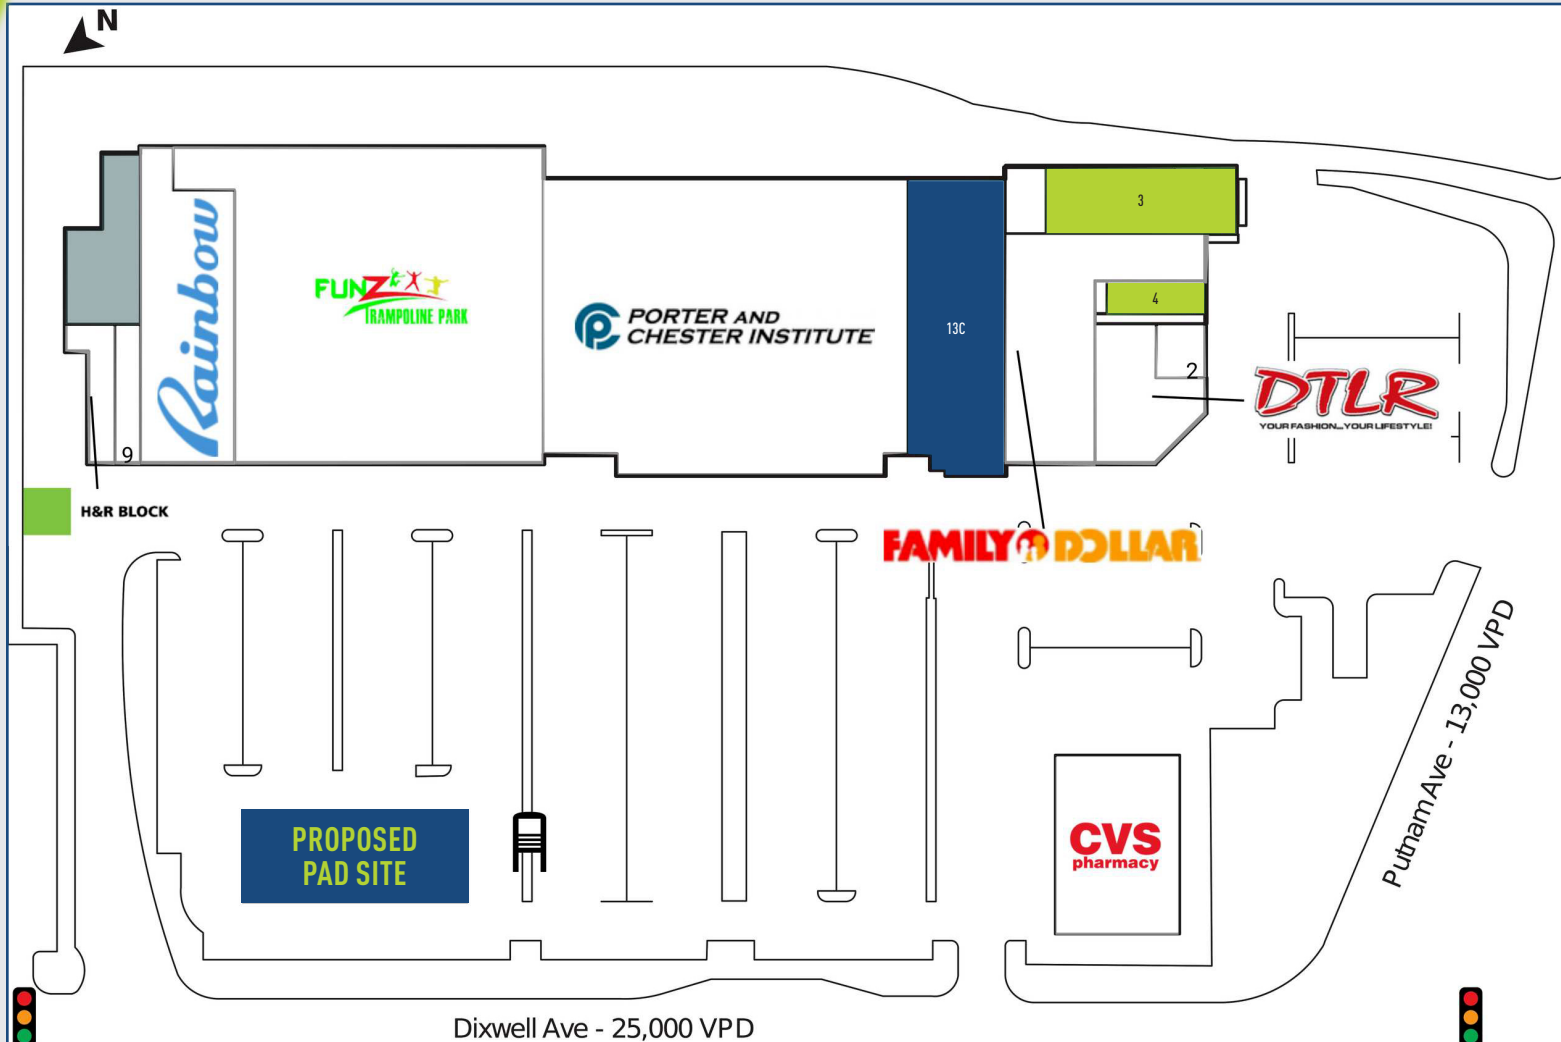 N
Rainbow
FUNZ
TRAMPOLINE PARK
PORTER AND
CHESTER INSTITUTE
13C
3
4
2
DTLR
YOUR FASHION...YOUR LIFESTYLE!
9
H&R BLOCK
FAMILY DOLLAR
PROPOSED
PAD SITE
CVS
pharmacy
Putnam Ave - 13,000 VPD
Dixwell Ave - 25,000 VPD